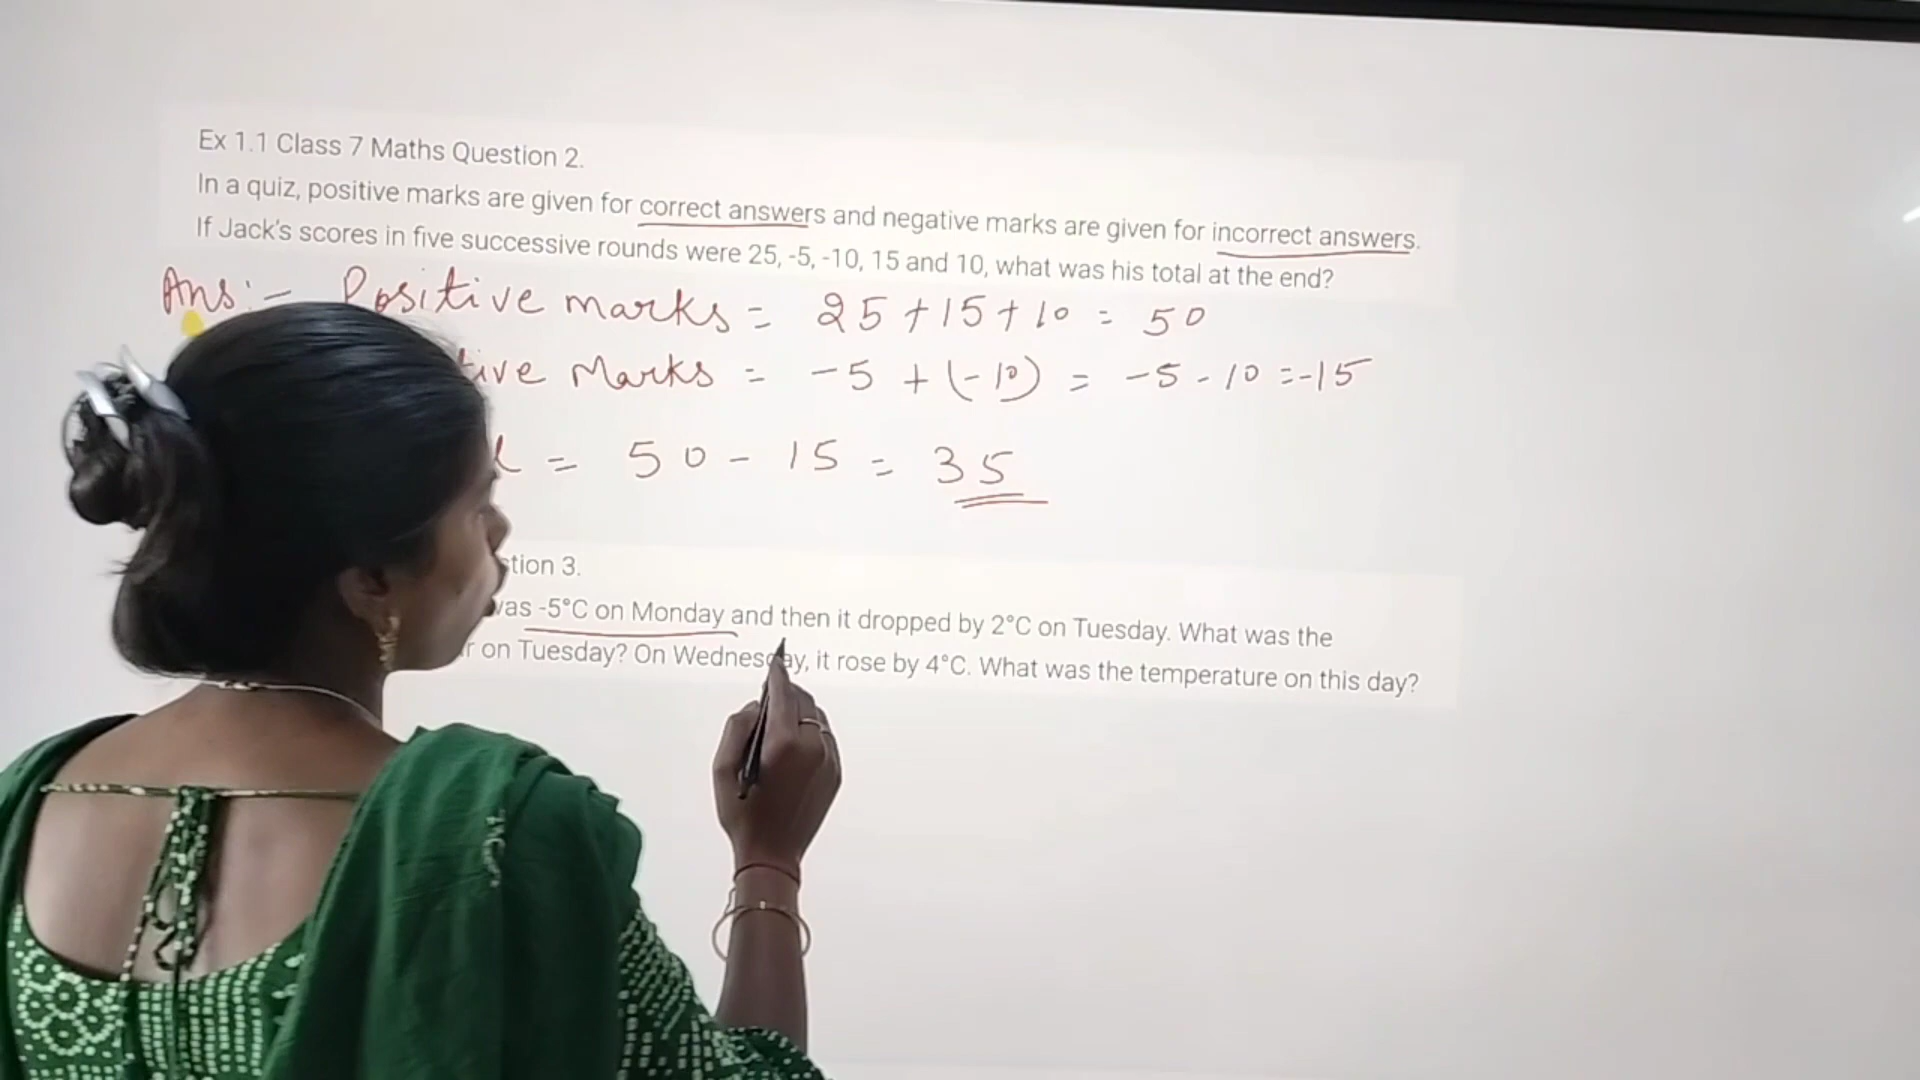 Ex 1.1 Class 7 Maths Question 2.
In a quiz, positive marks are given for correct answers and negative marks are given for incorrect answers.
If Jack's scores in five successive rounds were 25, -5, -10, 15 and 10, what was his total at the end?
Ans:- Positive marks = 25+15+10 = 50
Marks = -5 + (-10) = -5-10=-15
= 50 - 15 = 35
3.
-5°C on Monday and then it dropped by 2°C on Tuesday. What was the
on Tuesday? On Wednesday, it rose by 4°C. What was the temperature on this day?